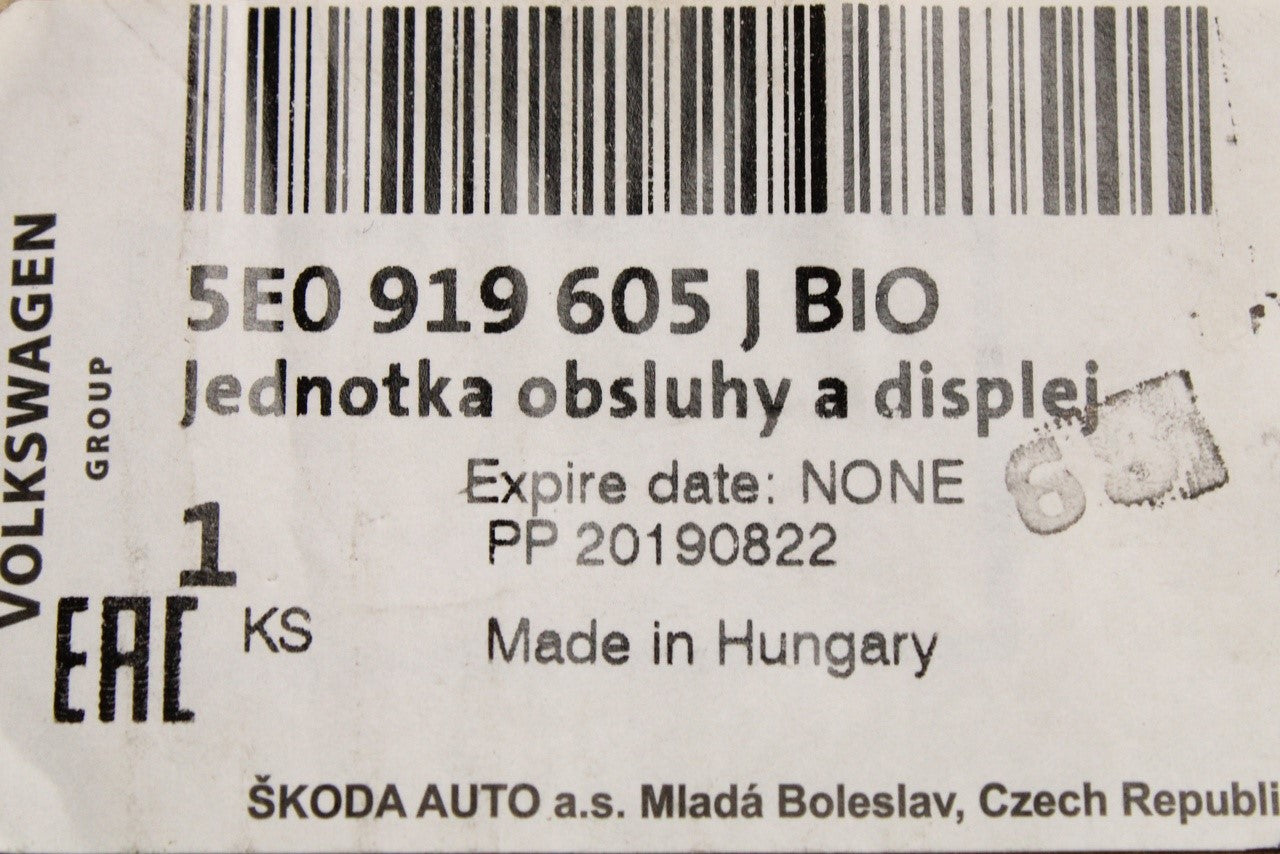 VOLKSWAGEN
GROUP
5E0 919 605 J BIO
Jednotka obsluhy a displej
Expire date: NONE
PP 20190822
1
KS
EAC
Made in Hungary
ŠKODA AUTO a.s. Mladá Boleslav, Czech Republi